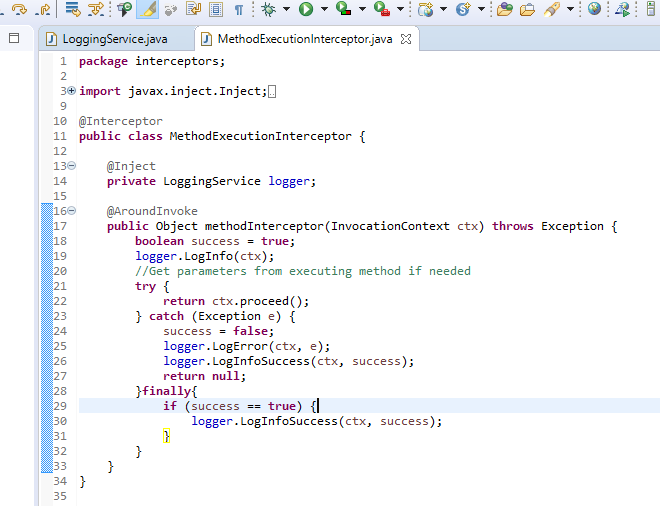 LoggingService.java
MethodExecutionInterceptor.java
1 package interceptors;
2
3 import javax.inject.Inject;
9
10 @Interceptor
11 public class MethodExecutionInterceptor {
12
13     @Inject
14     private LoggingService logger;
15
16     @AroundInvoke
17     public Object methodInterceptor(InvocationContext ctx) throws Exception {
18         boolean success = true;
19         logger.LogInfo(ctx);
20         //Get parameters from executing method if needed
21         try {
22             return ctx.proceed();
23         } catch (Exception e) {
24             success = false;
25             logger.LogError(ctx, e);
26             logger.LogInfoSuccess(ctx, success);
27             return null;
28         }finally{
29             if (success == true) {
30                 logger.LogInfoSuccess(ctx, success);
31             }
32         }
33     }
34 }
35